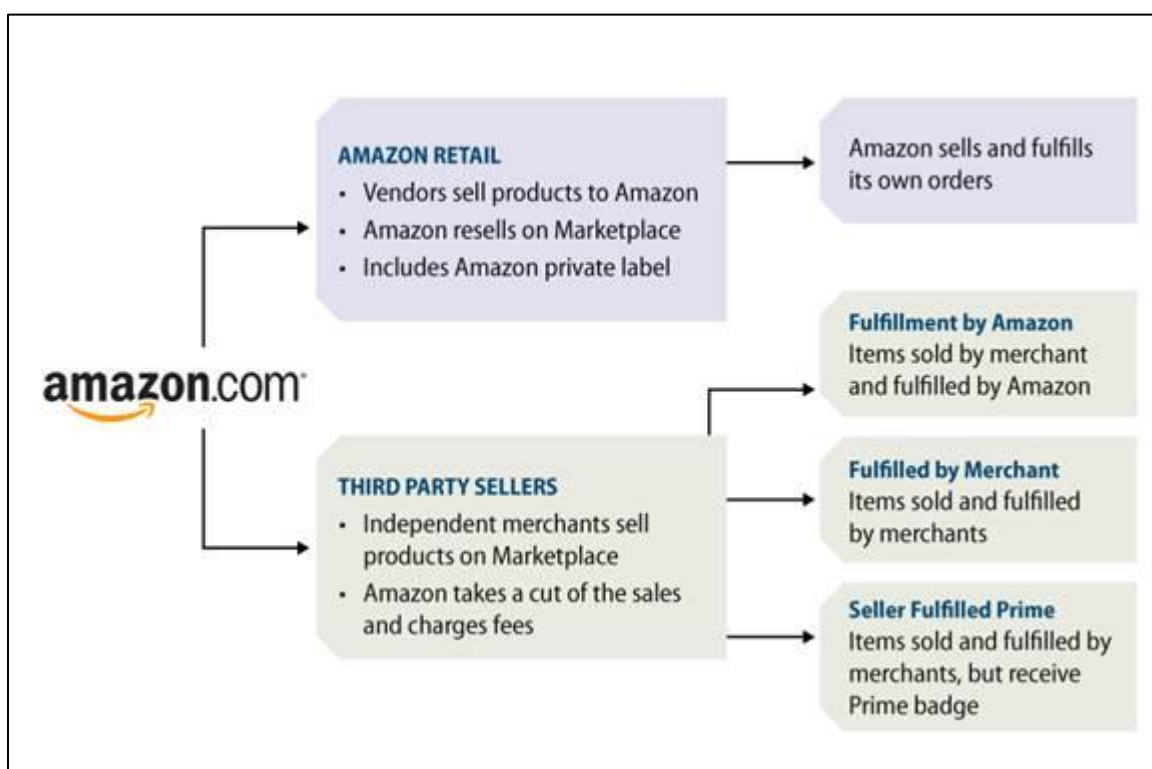 AMAZON RETAIL
• Vendors sell products to Amazon
• Amazon resells on Marketplace
• Includes Amazon private label
Amazon sells and fulfills
its own orders
amazon.com
Fulfillment by Amazon
Items sold by merchant
and fulfilled by Amazon
THIRD PARTY SELLERS
• Independent merchants sell
products on Marketplace
• Amazon takes a cut of the sales
and charges fees
Fulfilled by Merchant
Items sold and fulfilled
by merchants
Seller Fulfilled Prime
Items sold and fulfilled by
merchants, but receive
Prime badge